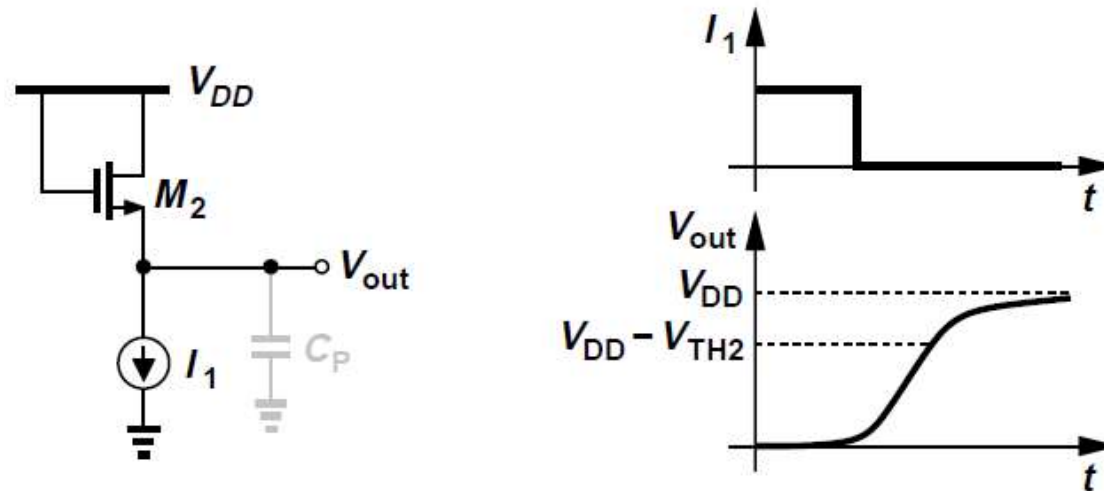 V_DD
M_2
V_out
I_1
C_P
I_1
t
V_out
V_DD
V_DD − V_TH2
t